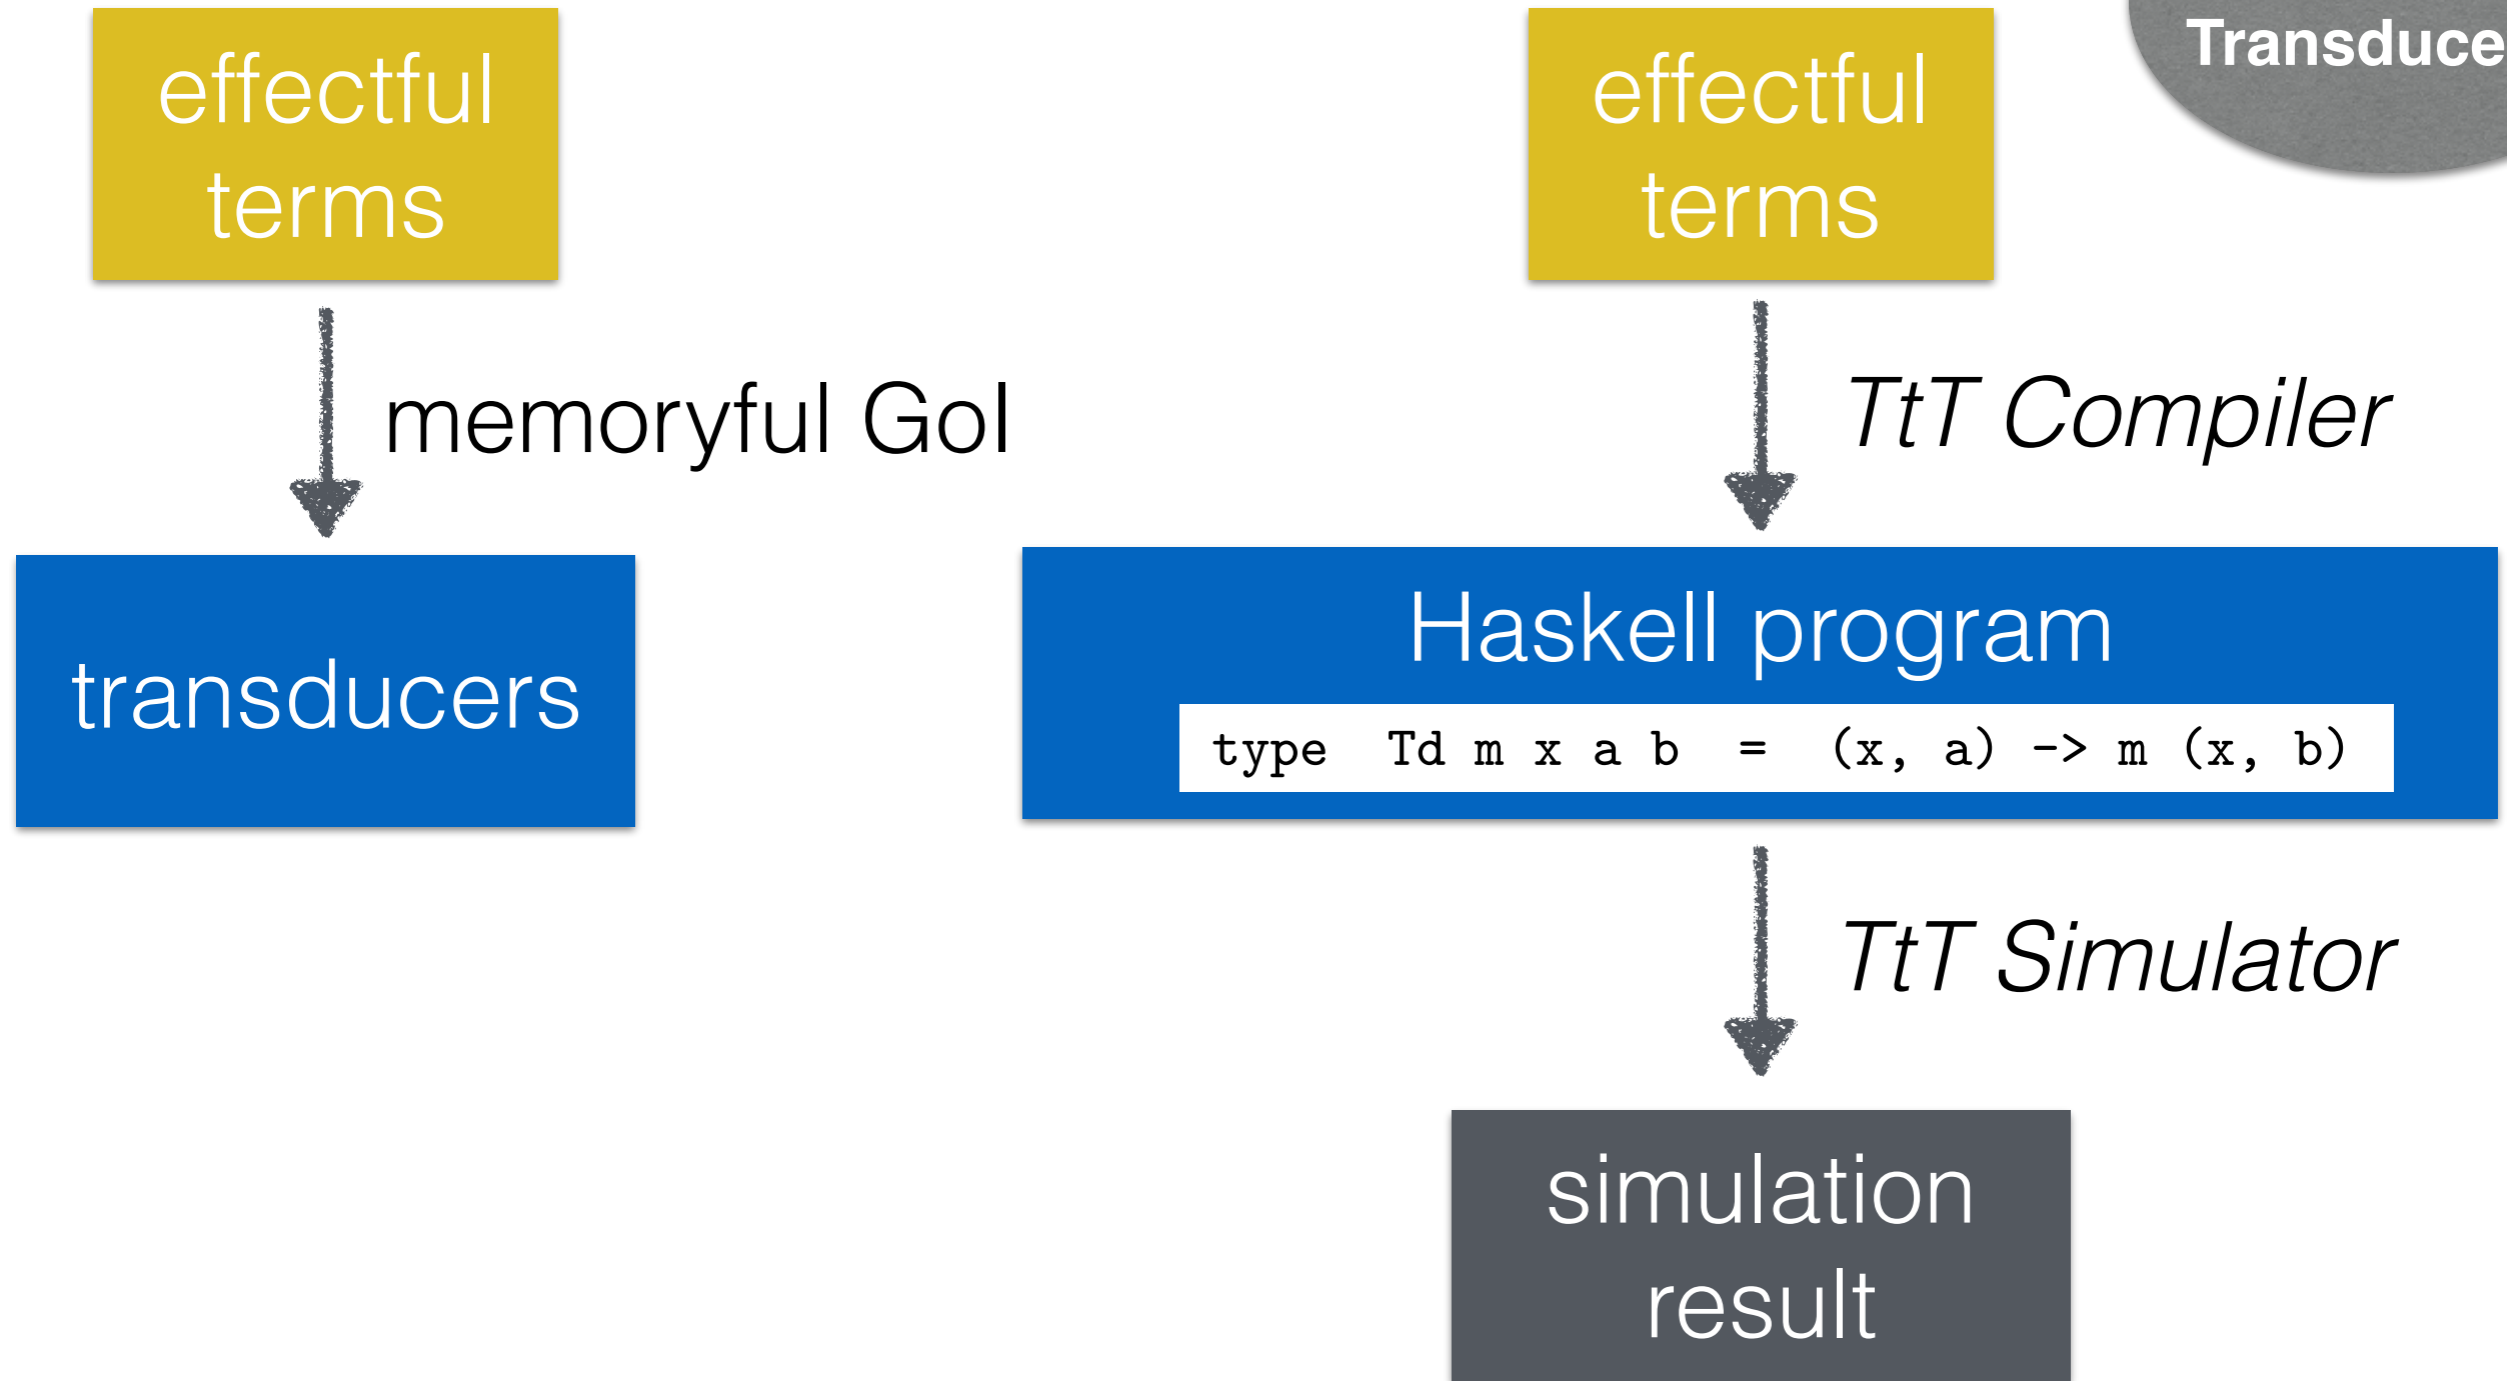 effectful
terms
memoryful GoI
transducers
effectful
terms
Transduce
TtT Compiler
Haskell program
type Td m x a b = (x, a) -> m (x, b)
TtT Simulator
simulation
result